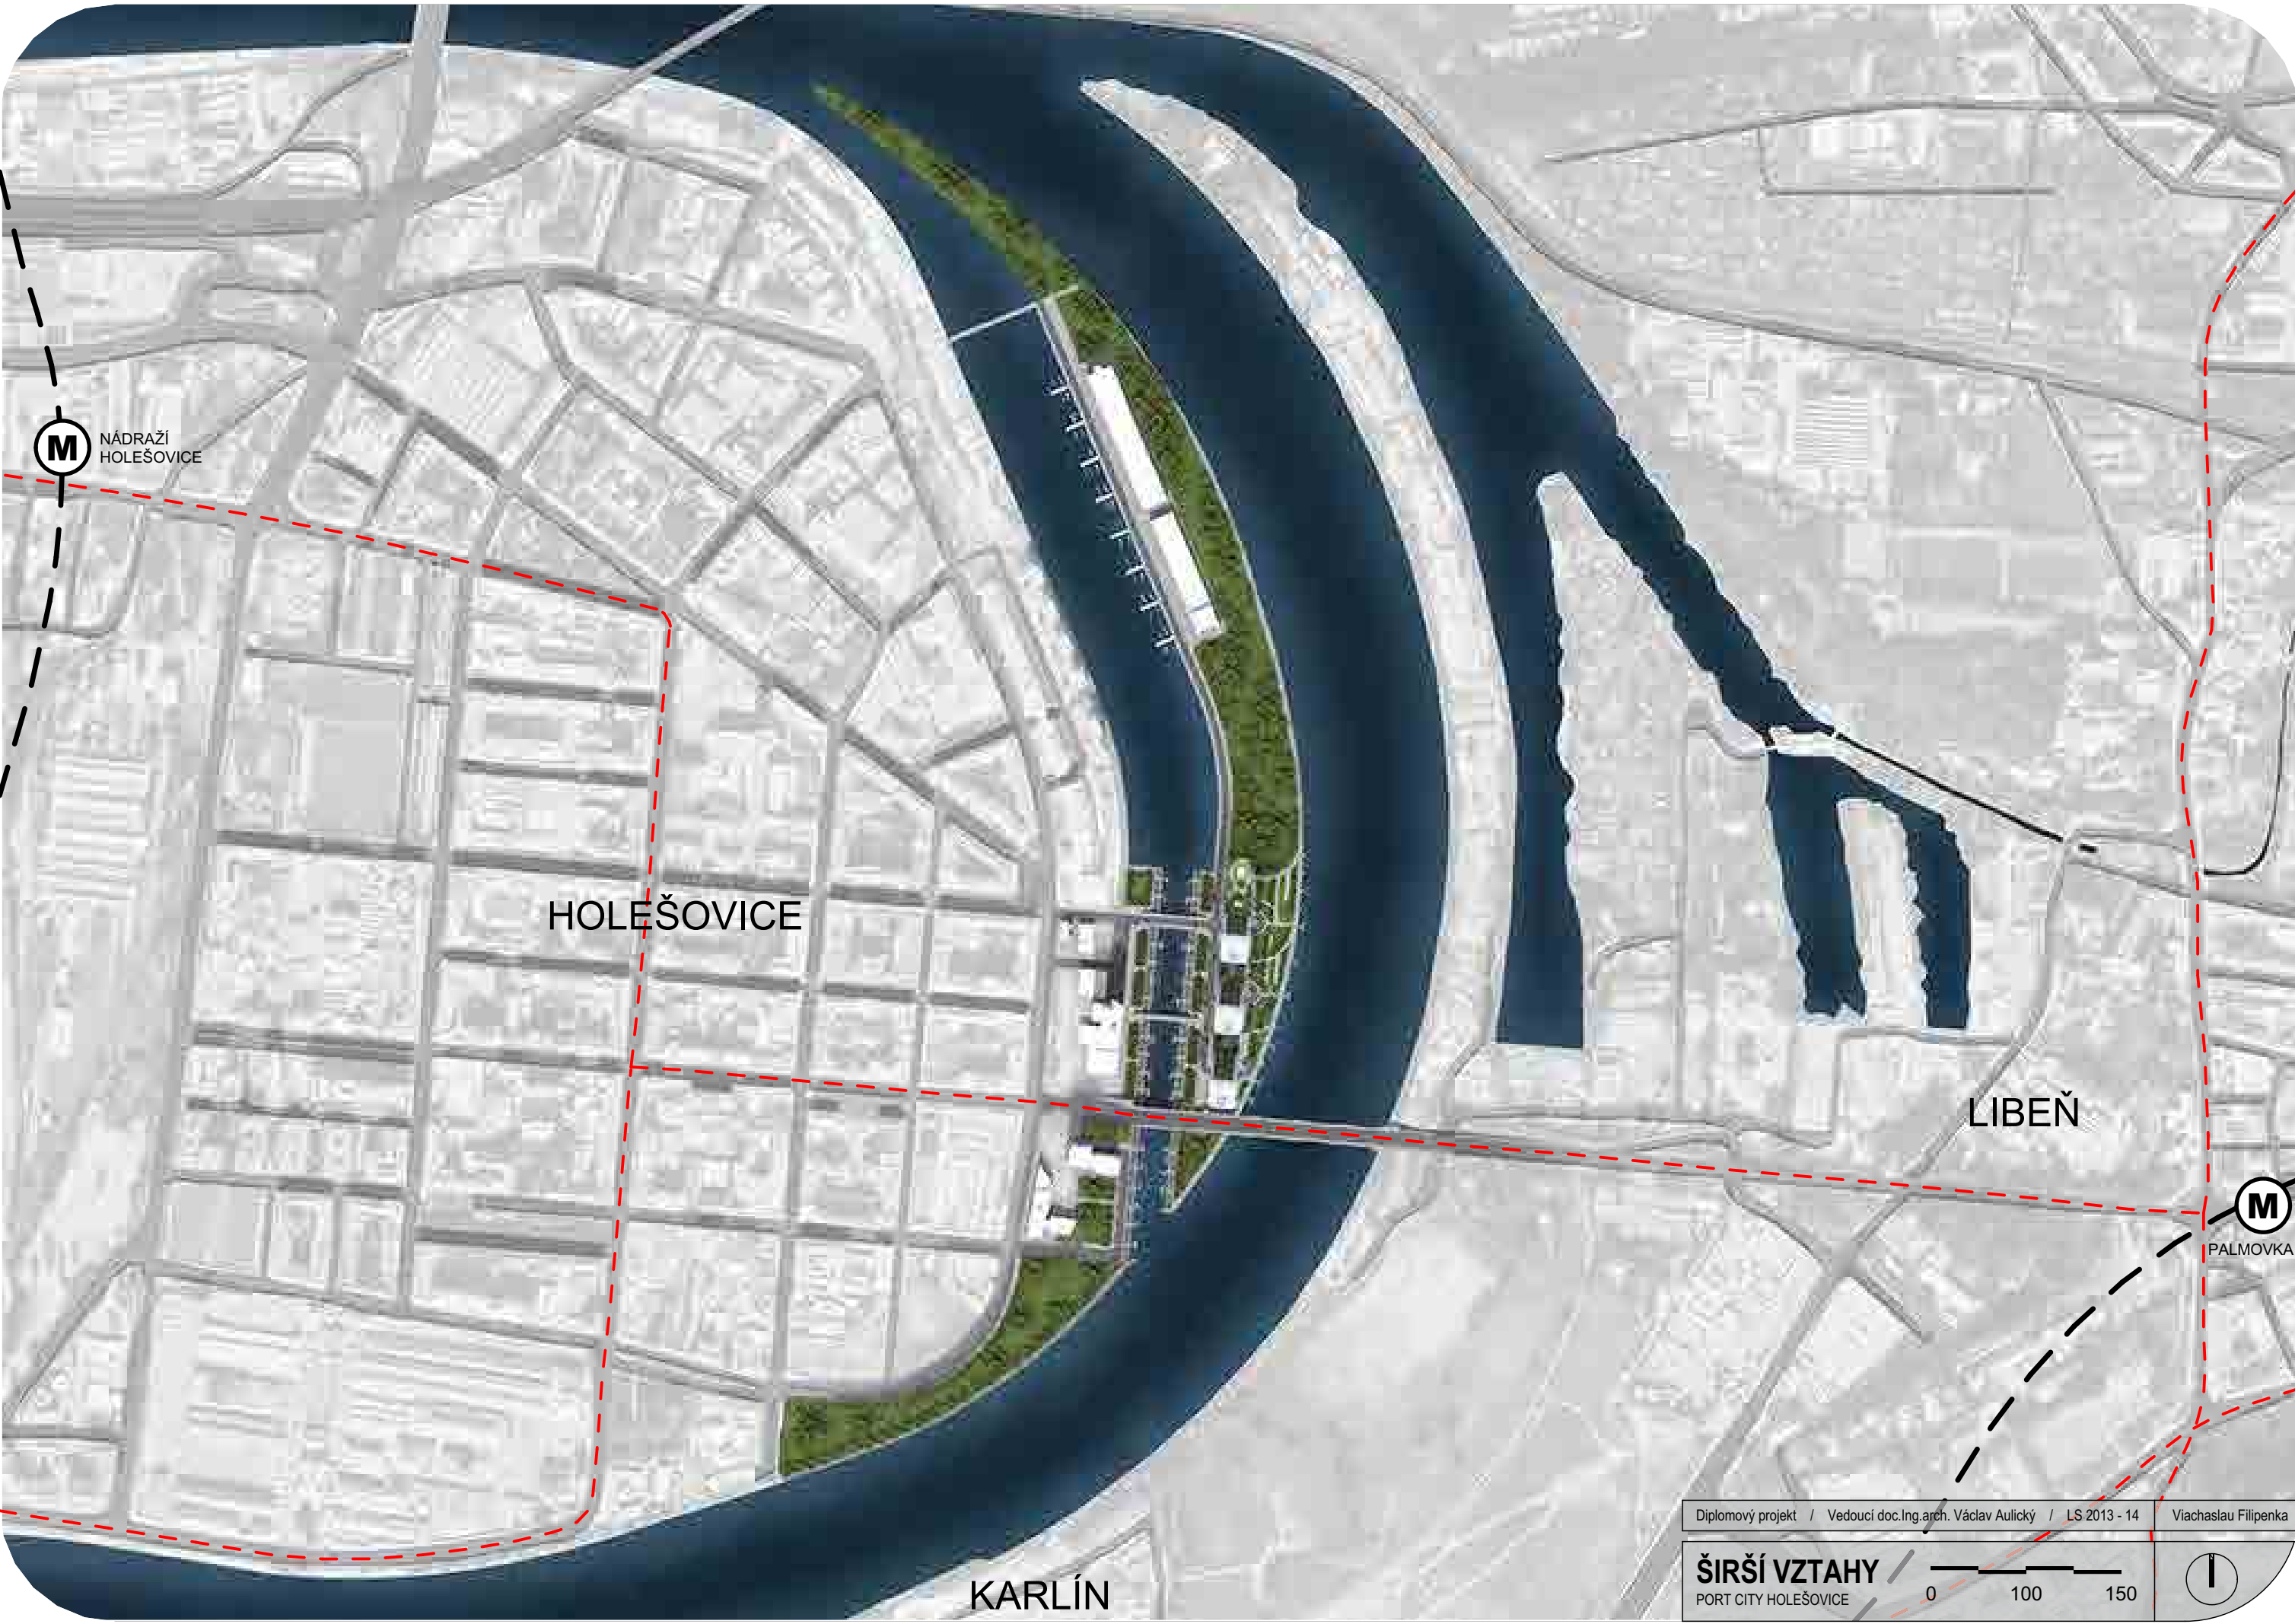 M
NÁDRAŽÍ
HOLEŠOVICE
HOLEŠOVICE
LIBEŇ
M
PALMOVKA
KARLÍN
Diplomový projekt / Vedoucí doc.Ing.arch. Václav Aulický / LS 2013 - 14
Viachaslau Filipenka
ŠIRŠÍ VZTAHY
PORT CITY HOLEŠOVICE
0 100 150